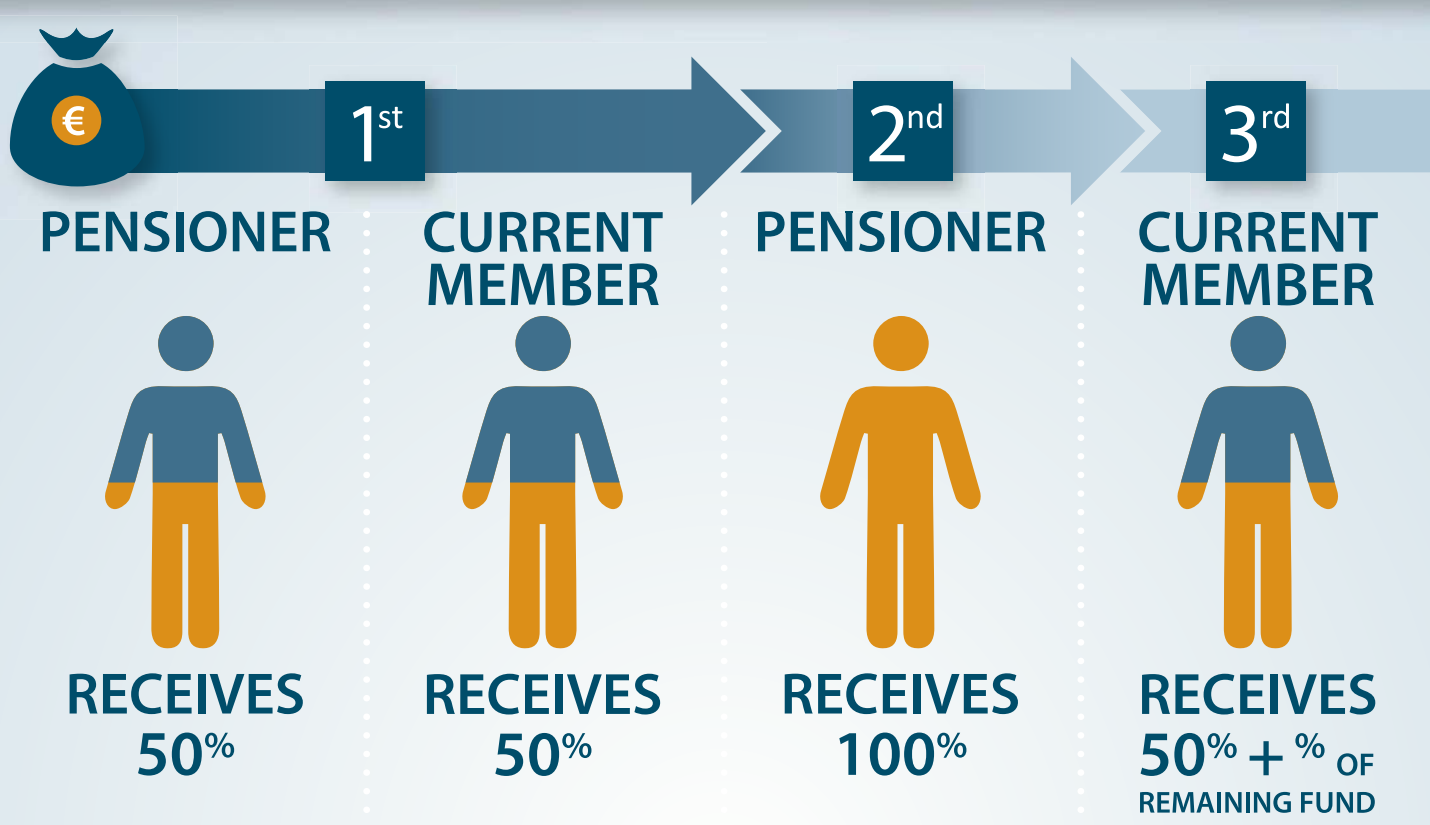 €
1st
2nd
3rd
PENSIONER
CURRENT
MEMBER
PENSIONER
CURRENT
MEMBER
RECEIVES
50%
RECEIVES
50%
RECEIVES
100%
RECEIVES
50% + % OF
REMAINING FUND